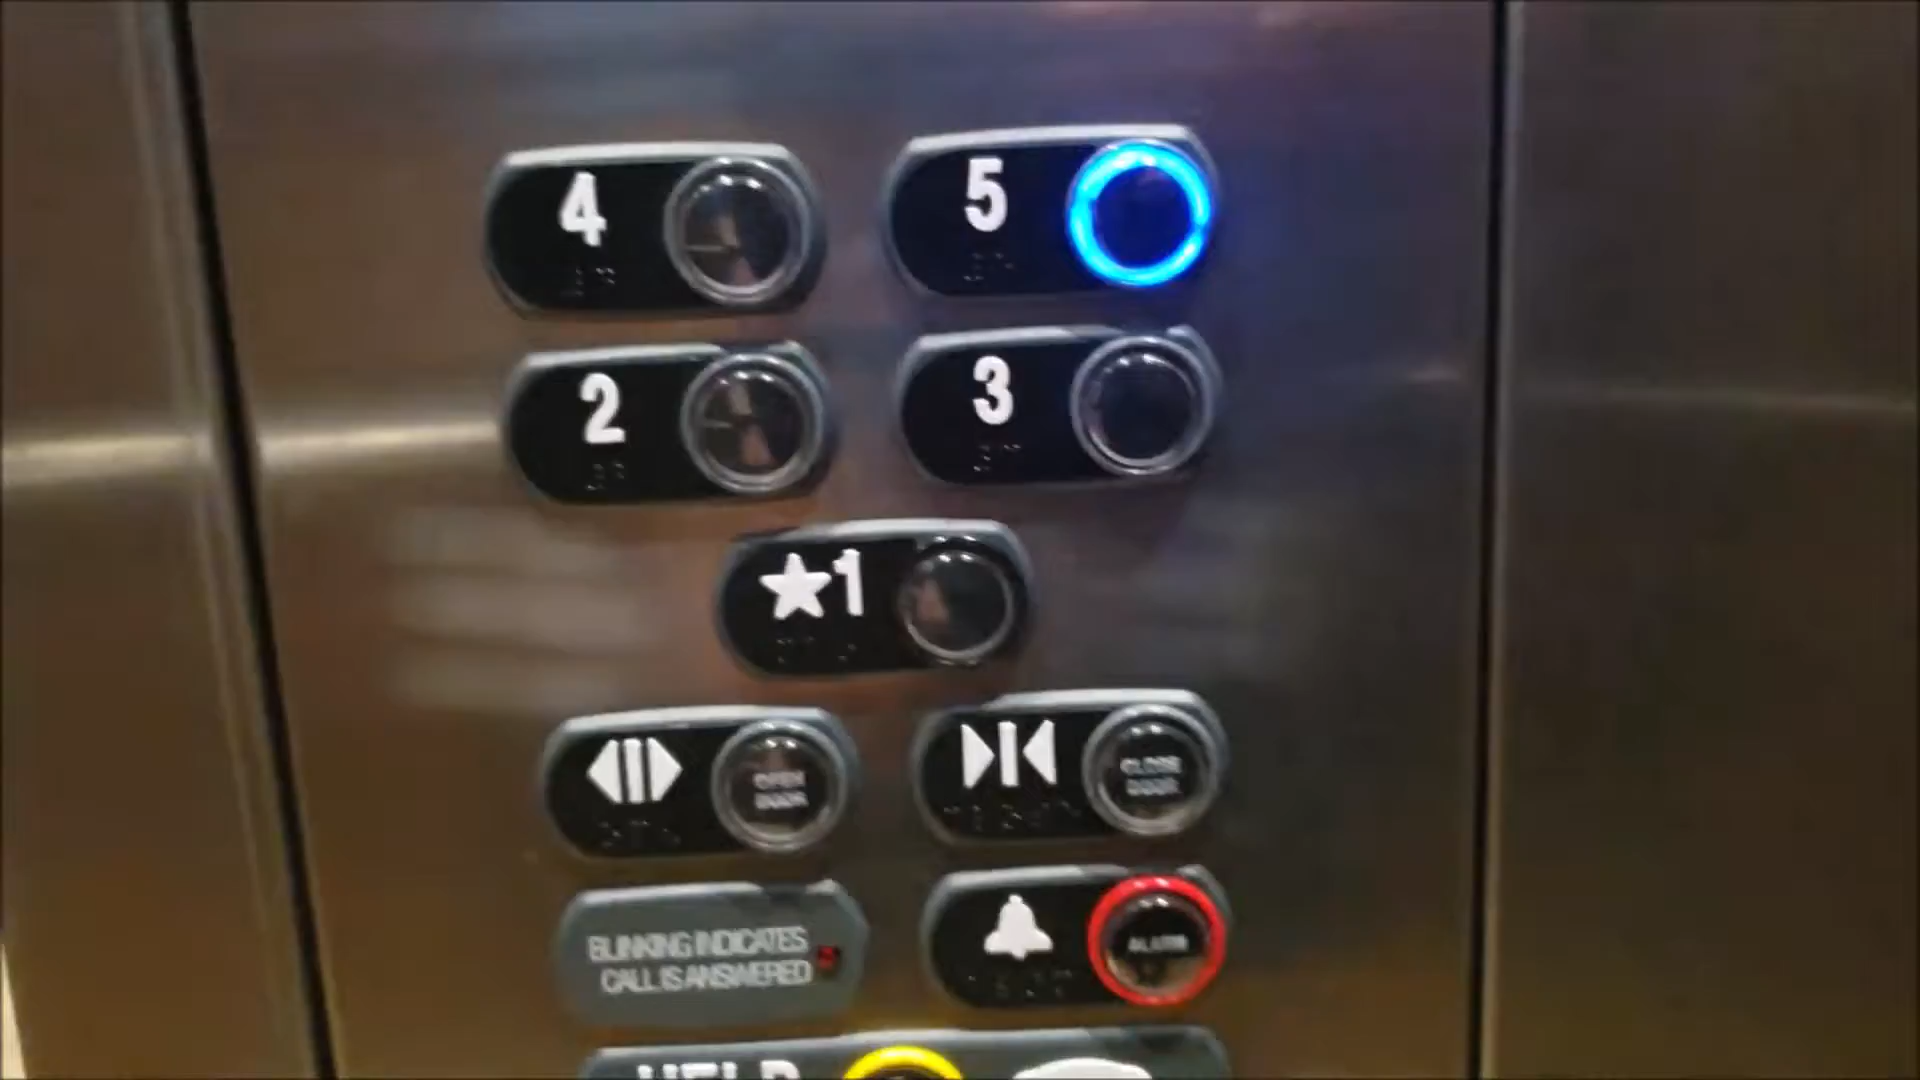 4
5
2
3
★1
OPEN
DOOR
CLOSE
DOOR
BLINKING INDICATES
CALL IS ANSWERED
ALARM
HELP